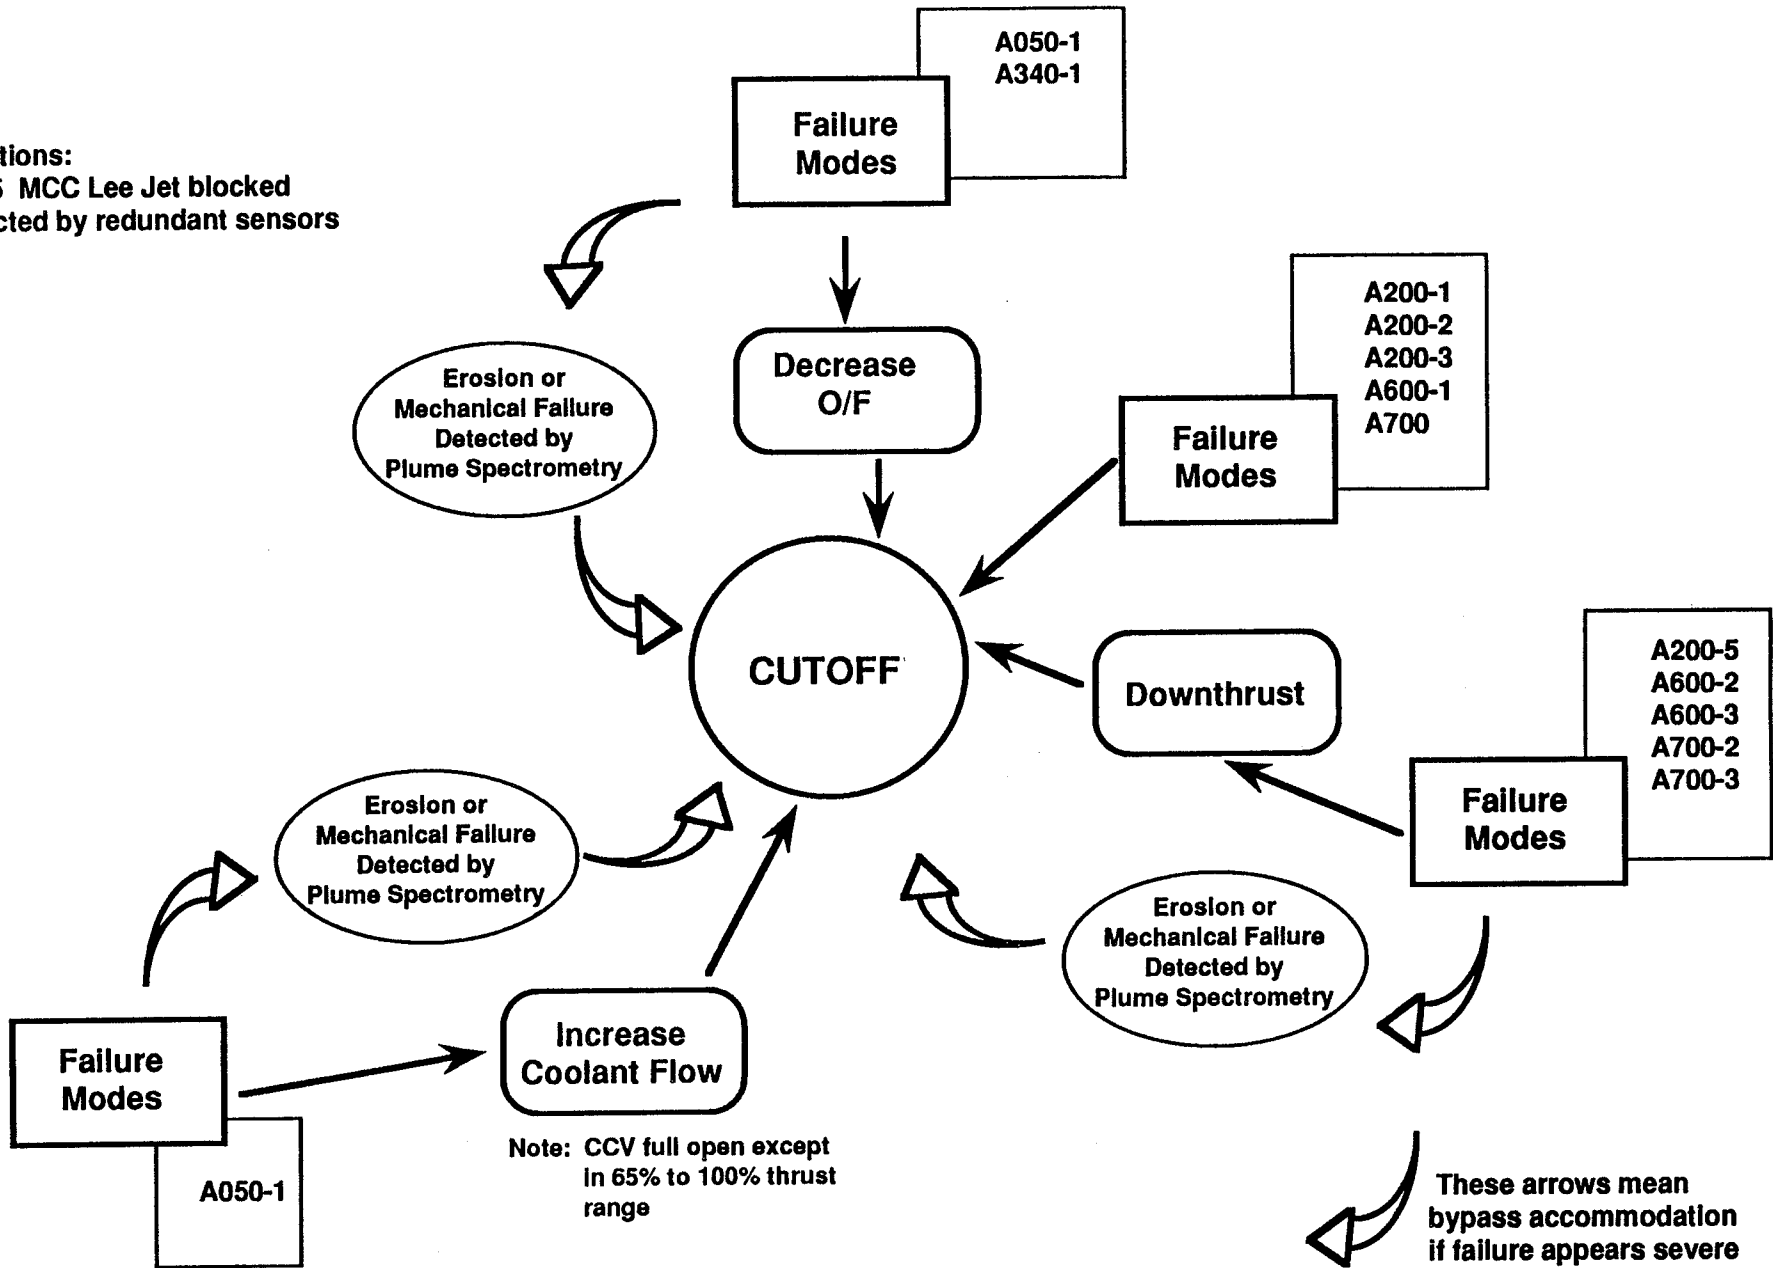 A050-1
A340-1
Failure
Modes
tions:
MCC Lee Jet blocked
cted by redundant sensors
A200-1
A200-2
A200-3
A600-1
A700
Failure
Modes
Decrease
O/F
Erosion or
Mechanical Failure
Detected by
Plume Spectrometry
CUTOFF
Downthrust
A200-5
A600-2
A600-3
A700-2
A700-3
Failure
Modes
Erosion or
Mechanical Failure
Detected by
Plume Spectrometry
Erosion or
Mechanical Failure
Detected by
Plume Spectrometry
Failure
Modes
A050-1
Increase
Coolant Flow
Note: CCV full open except
in 65% to 100% thrust
range
These arrows mean
bypass accommodation
if failure appears severe